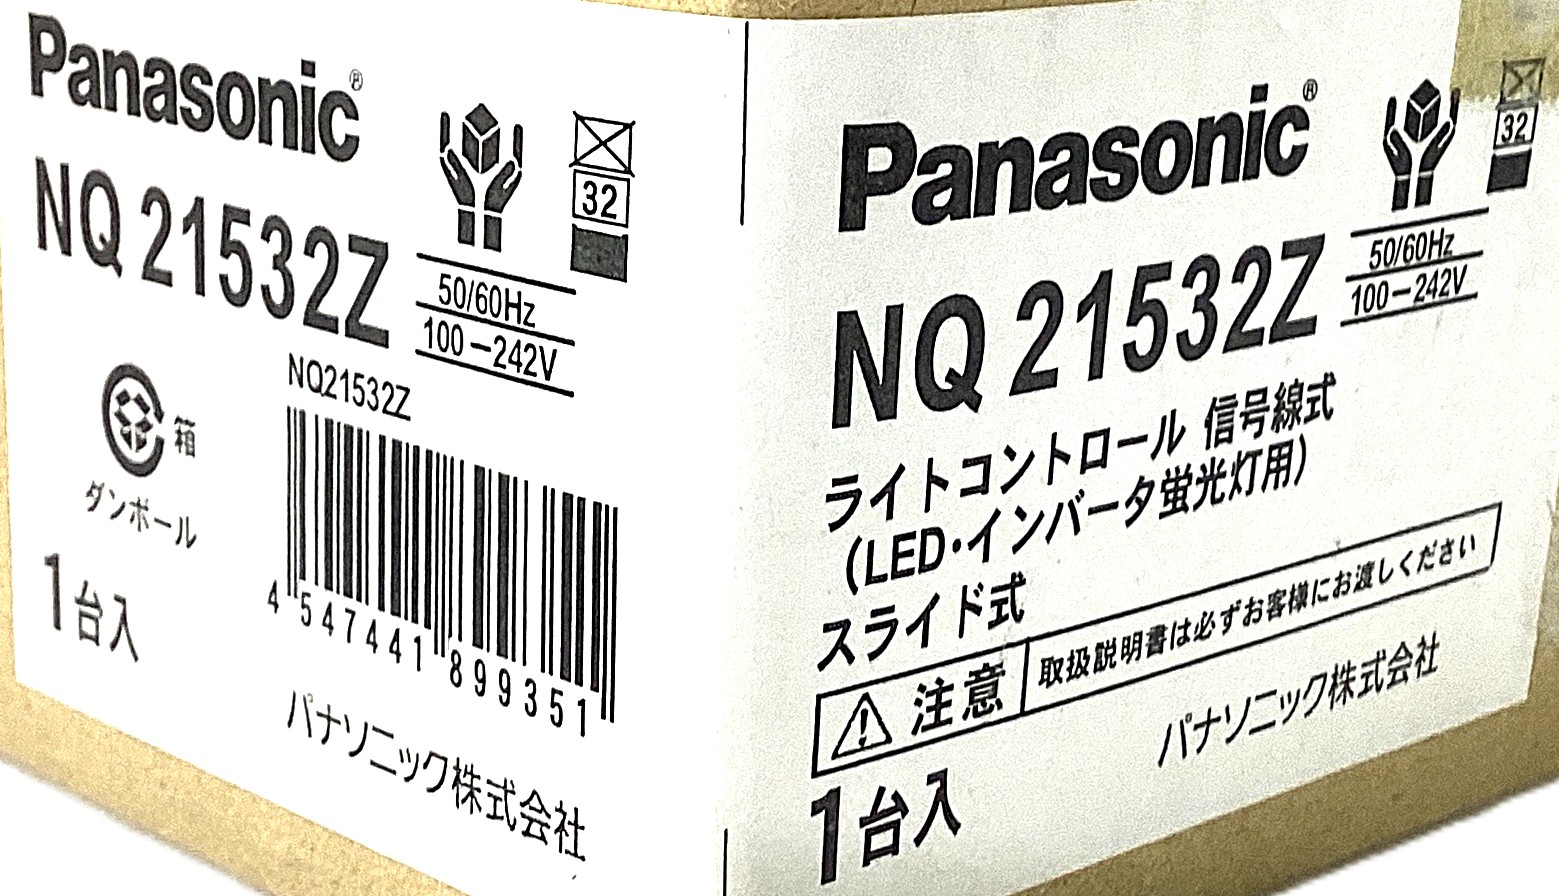 Panasonic®
NQ 21532Z
32
50/60Hz
100-242V
NQ21532Z
箱
ダンボール
4 547441 899351
1台入
パナソニック株式会社
Panasonic®
NQ 21532Z
32
50/60Hz
100-242V
ライトコントロール 信号線式
(LED・インバータ蛍光灯用)
スライド式
注意 取扱説明書は必ずお客様にお渡しください
1台入
パナソニック株式会社